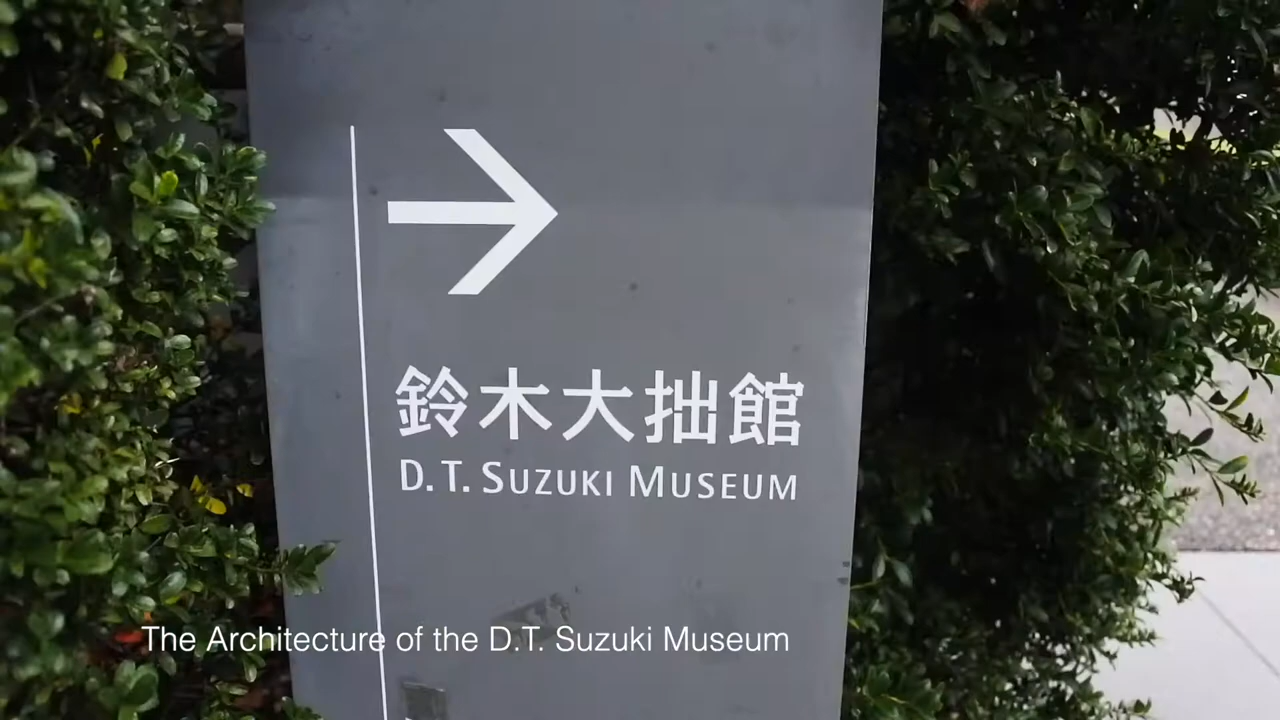 鈴木大拙館
D.T. SUZUKI MUSEUM
The Architecture of the D.T. Suzuki Museum